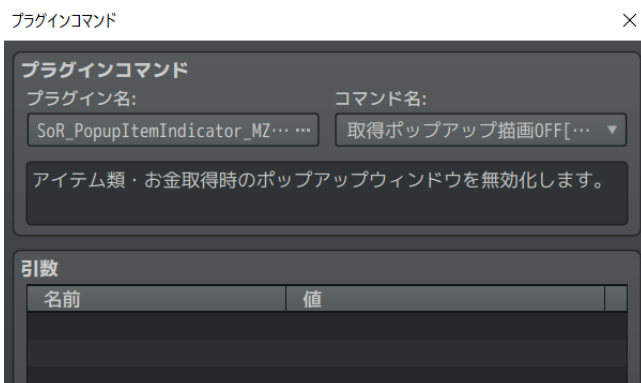 プラグインコマンド
プラグインコマンド
プラグイン名:
コマンド名:
SoR_PopupItemIndicator_MZ… …
取得ポップアップ描画OFF[…
アイテム類・お金取得時のポップアップウィンドウを無効化します。
引数
名前
値